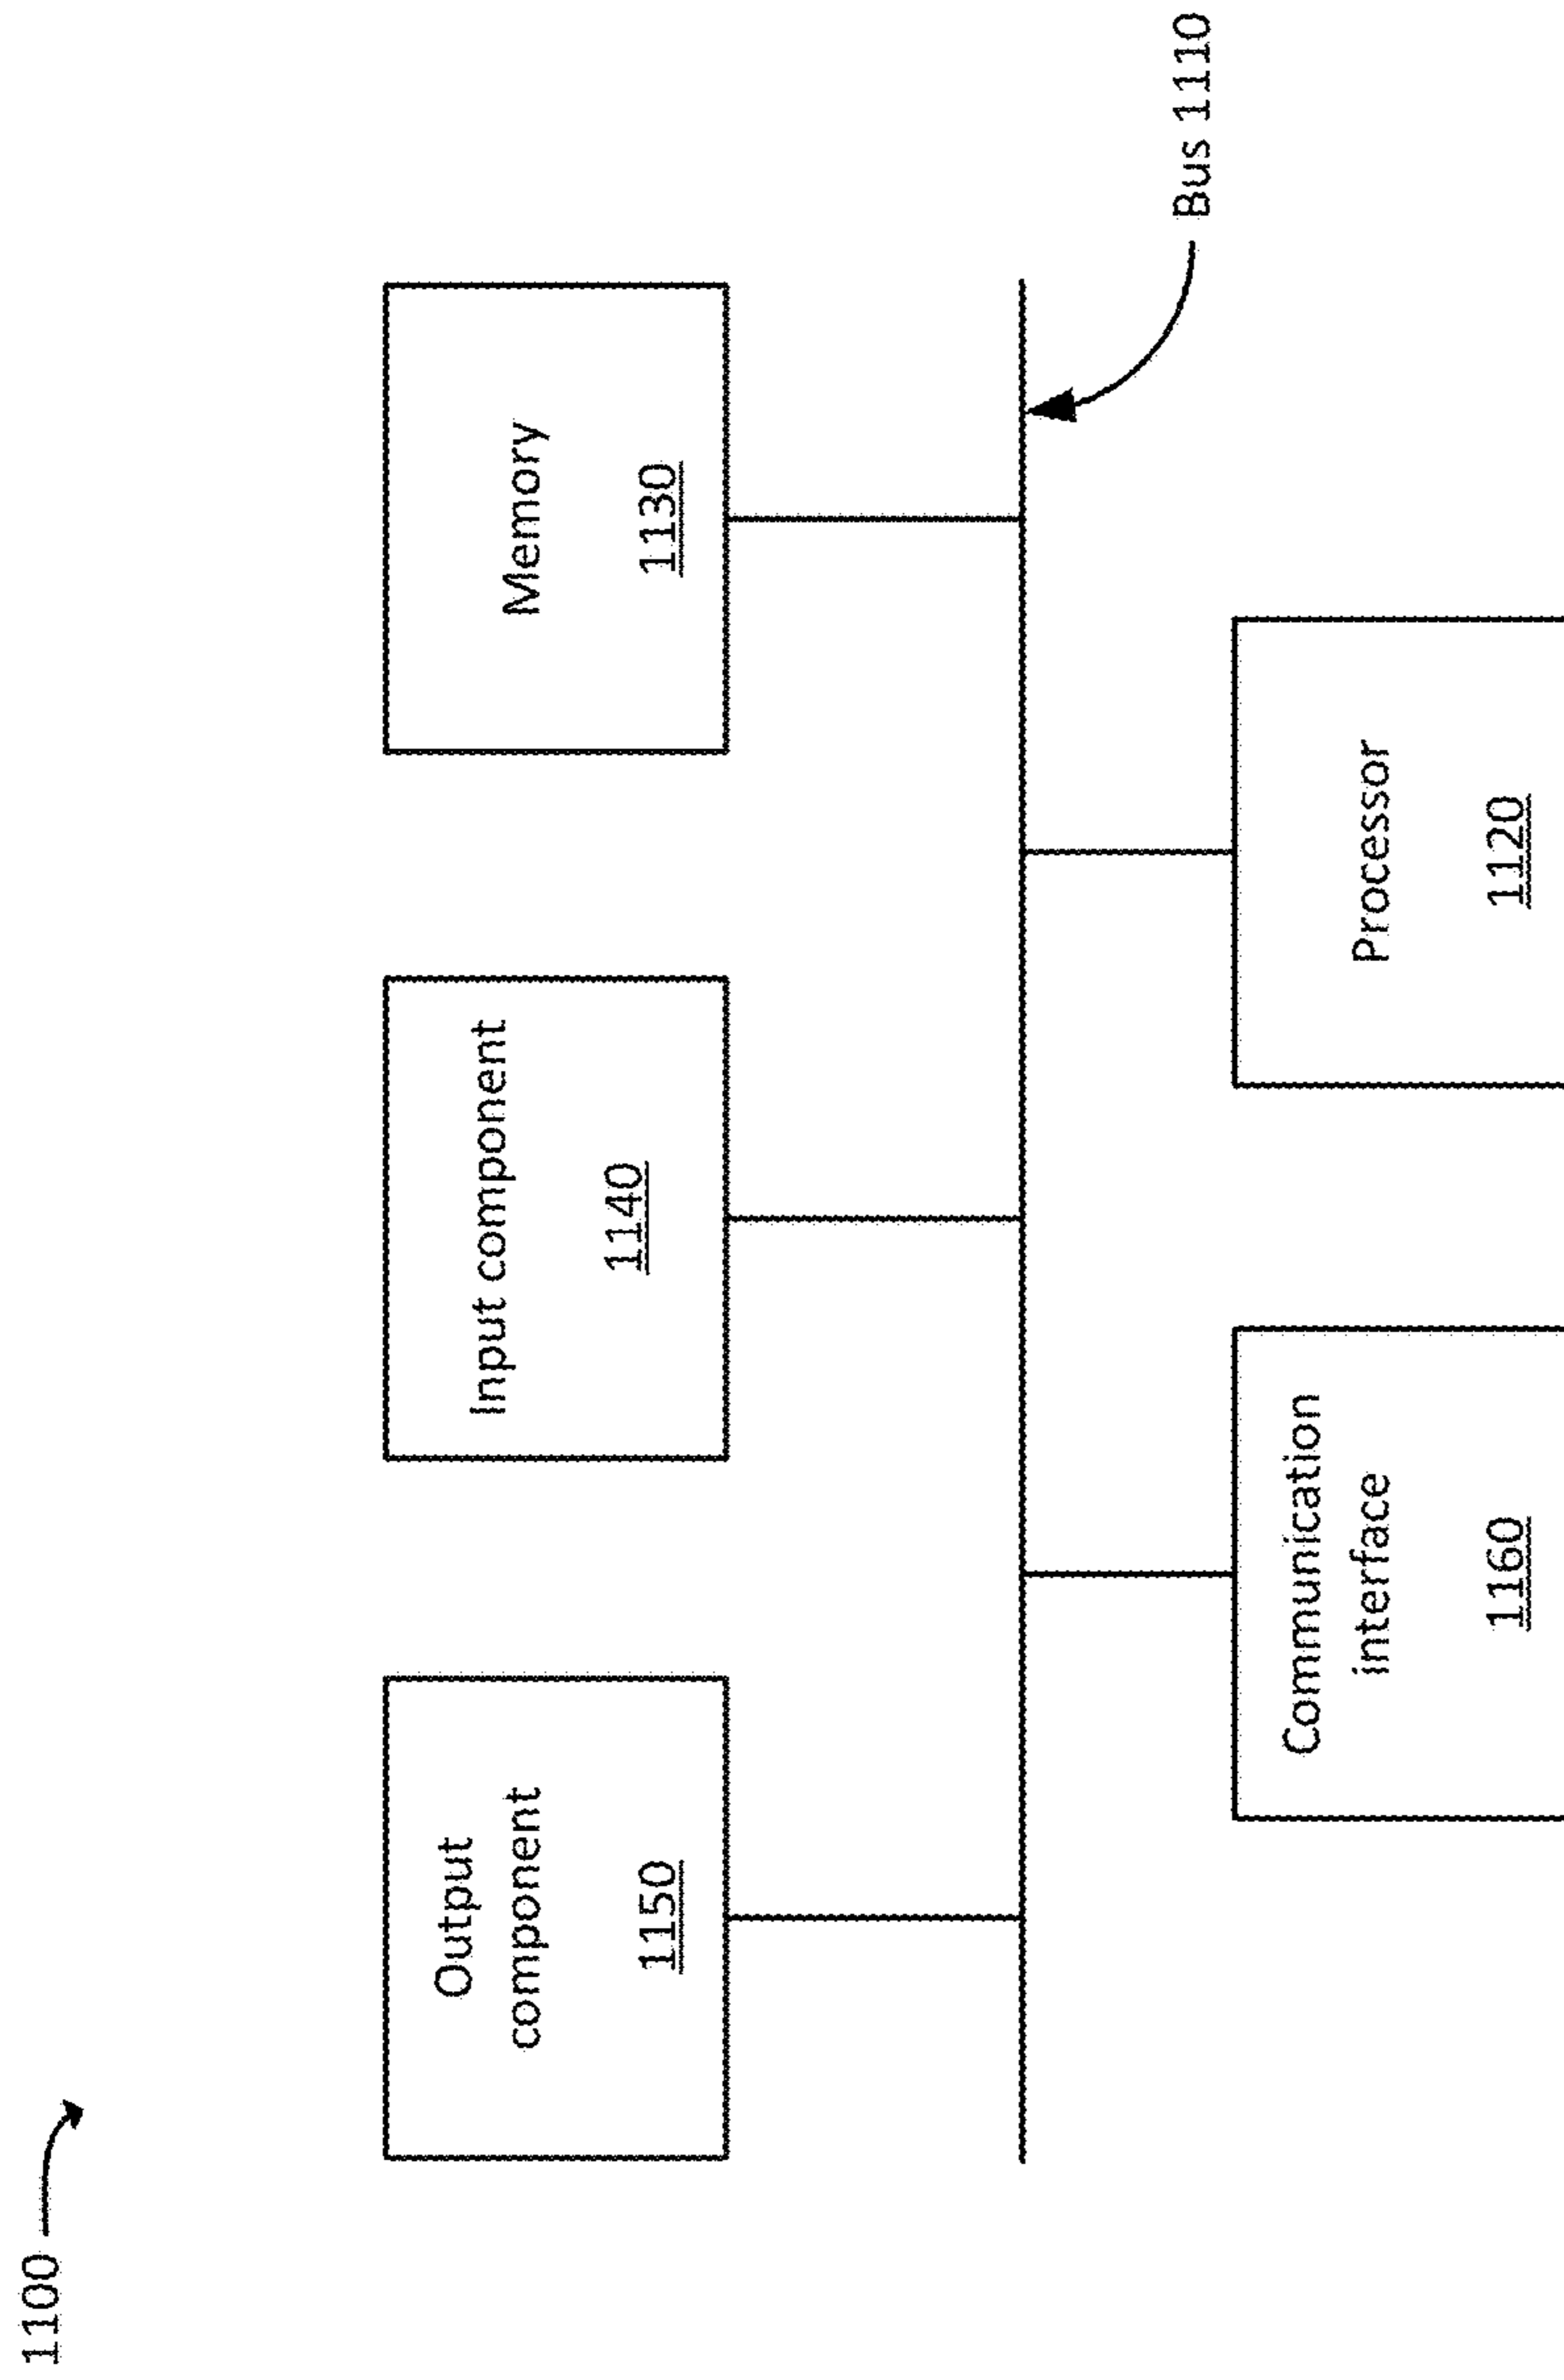 1100
Output
component
1150
Input component
1140
Memory
1130
Bus 1110
Communication
interface
1160
Processor
1120